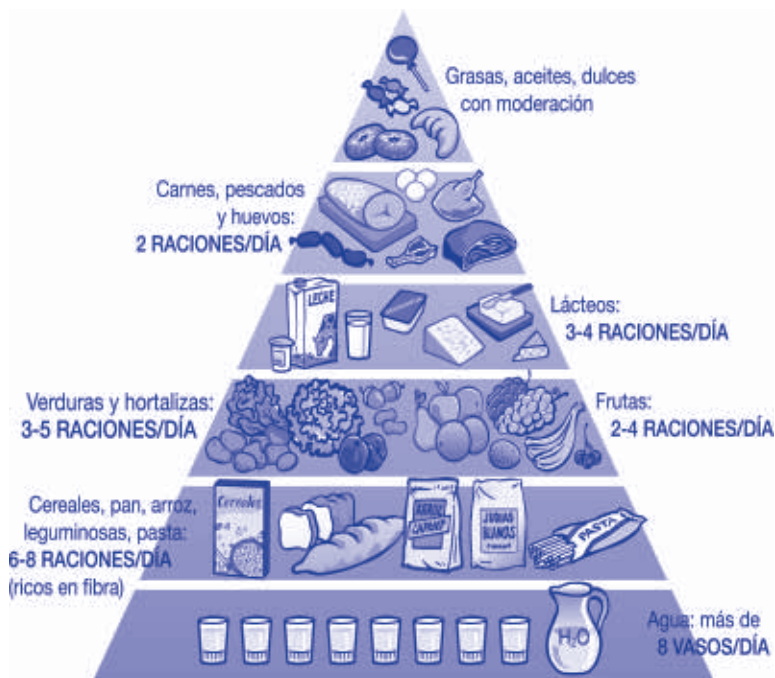 Grasas, aceites, dulces
con moderación
Carnes, pescados
y huevos:
2 RACIONES/DÍA
LECHE
Lácteos:
3-4 RACIONES/DÍA
Verduras y hortalizas:
3-5 RACIONES/DÍA
Frutas:
2-4 RACIONES/DÍA
Cereales, pan, arroz,
leguminosas, pasta:
6-8 RACIONES/DÍA
(ricos en fibra)
Cereales
ARROZ
JUDIAS
BLANCAS
PASTA
H₂O
Agua: más de
8 VASOS/DÍA